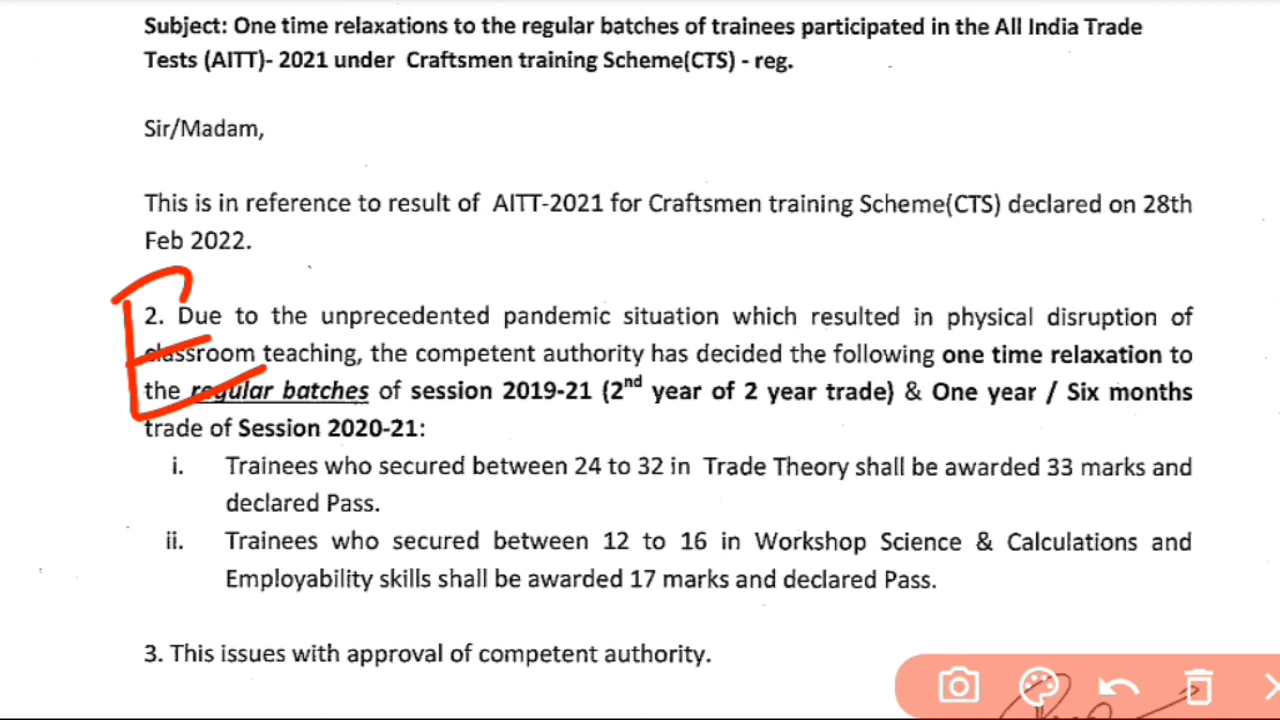 Subject: One time relaxations to the regular batches of trainees participated in the All India Trade
Tests (AITT)- 2021 under Craftsmen training Scheme(CTS) - reg.
Sir/Madam,
This is in reference to result of AITT-2021 for Craftsmen training Scheme(CTS) declared on 28th
Feb 2022.
2. Due to the unprecedented pandemic situation which resulted in physical disruption of
classroom teaching, the competent authority has decided the following one time relaxation to
the regular batches of session 2019-21 (2nd year of 2 year trade) & One year / Six months
trade of Session 2020-21:
i. Trainees who secured between 24 to 32 in Trade Theory shall be awarded 33 marks and
declared Pass.
ii. Trainees who secured between 12 to 16 in Workshop Science & Calculations and
Employability skills shall be awarded 17 marks and declared Pass.
3. This issues with approval of competent authority.